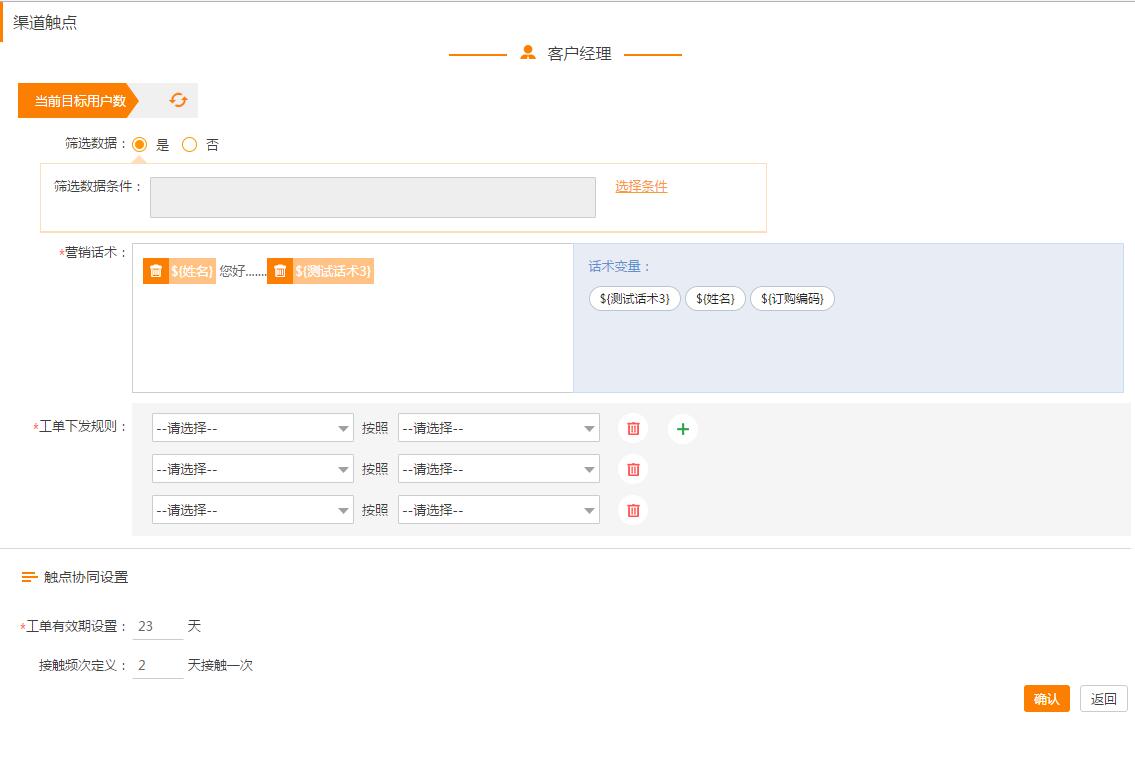 渠道触点
客户经理
当前目标用户数
筛选数据： 是 否
筛选数据条件： 选择条件
*营销话术： ${姓名} 您好....... ${测试话术3}
话术变量：
${测试话术3} ${姓名} ${订购编码}
*工单下发规则： --请选择-- 按照 --请选择--
--请选择-- 按照 --请选择--
--请选择-- 按照 --请选择--
触点协同设置
*工单有效期设置： 23 天
接触频次定义： 2 天接触一次
确认 返回